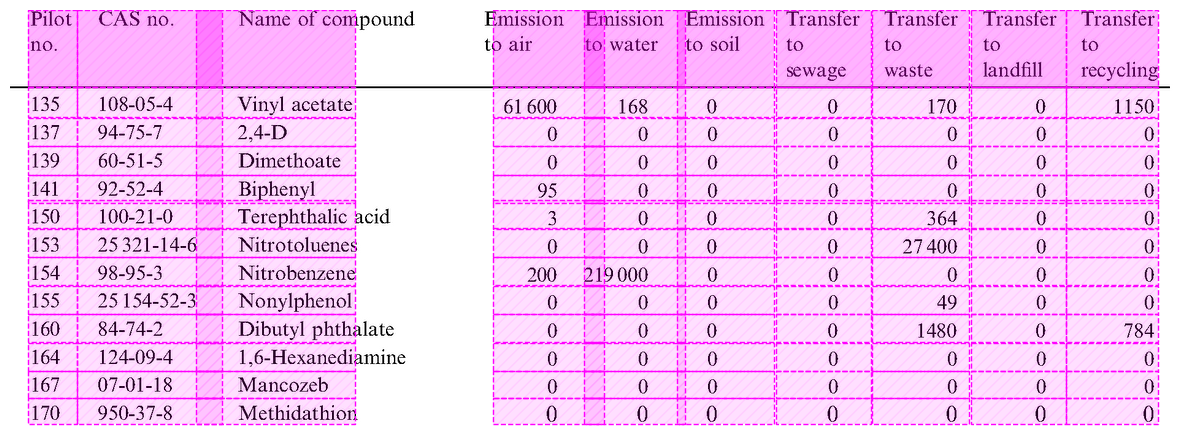 Pilot no. CAS no. Name of compound Emission to air Emission to water Emission to soil Transfer to sewage Transfer to waste Transfer to landfill Transfer to recycling
135 108-05-4 Vinyl acetate 61 600 168 0 0 170 0 1150
137 94-75-7 2,4-D 0 0 0 0 0 0 0
139 60-51-5 Dimethoate 0 0 0 0 0 0 0
141 92-52-4 Biphenyl 95 0 0 0 0 0 0
150 100-21-0 Terephthalic acid 3 0 0 0 364 0 0
153 25 321-14-6 Nitrotoluenes 0 0 0 0 27 400 0 0
154 98-95-3 Nitrobenzene 200 219 000 0 0 0 0 0
155 25 154-52-3 Nonylphenol 0 0 0 0 49 0 0
160 84-74-2 Dibutyl phthalate 0 0 0 0 1480 0 784
164 124-09-4 1,6-Hexanediamine 0 0 0 0 0 0 0
167 07-01-18 Mancozeb 0 0 0 0 0 0 0
170 950-37-8 Methidathion 0 0 0 0 0 0 0